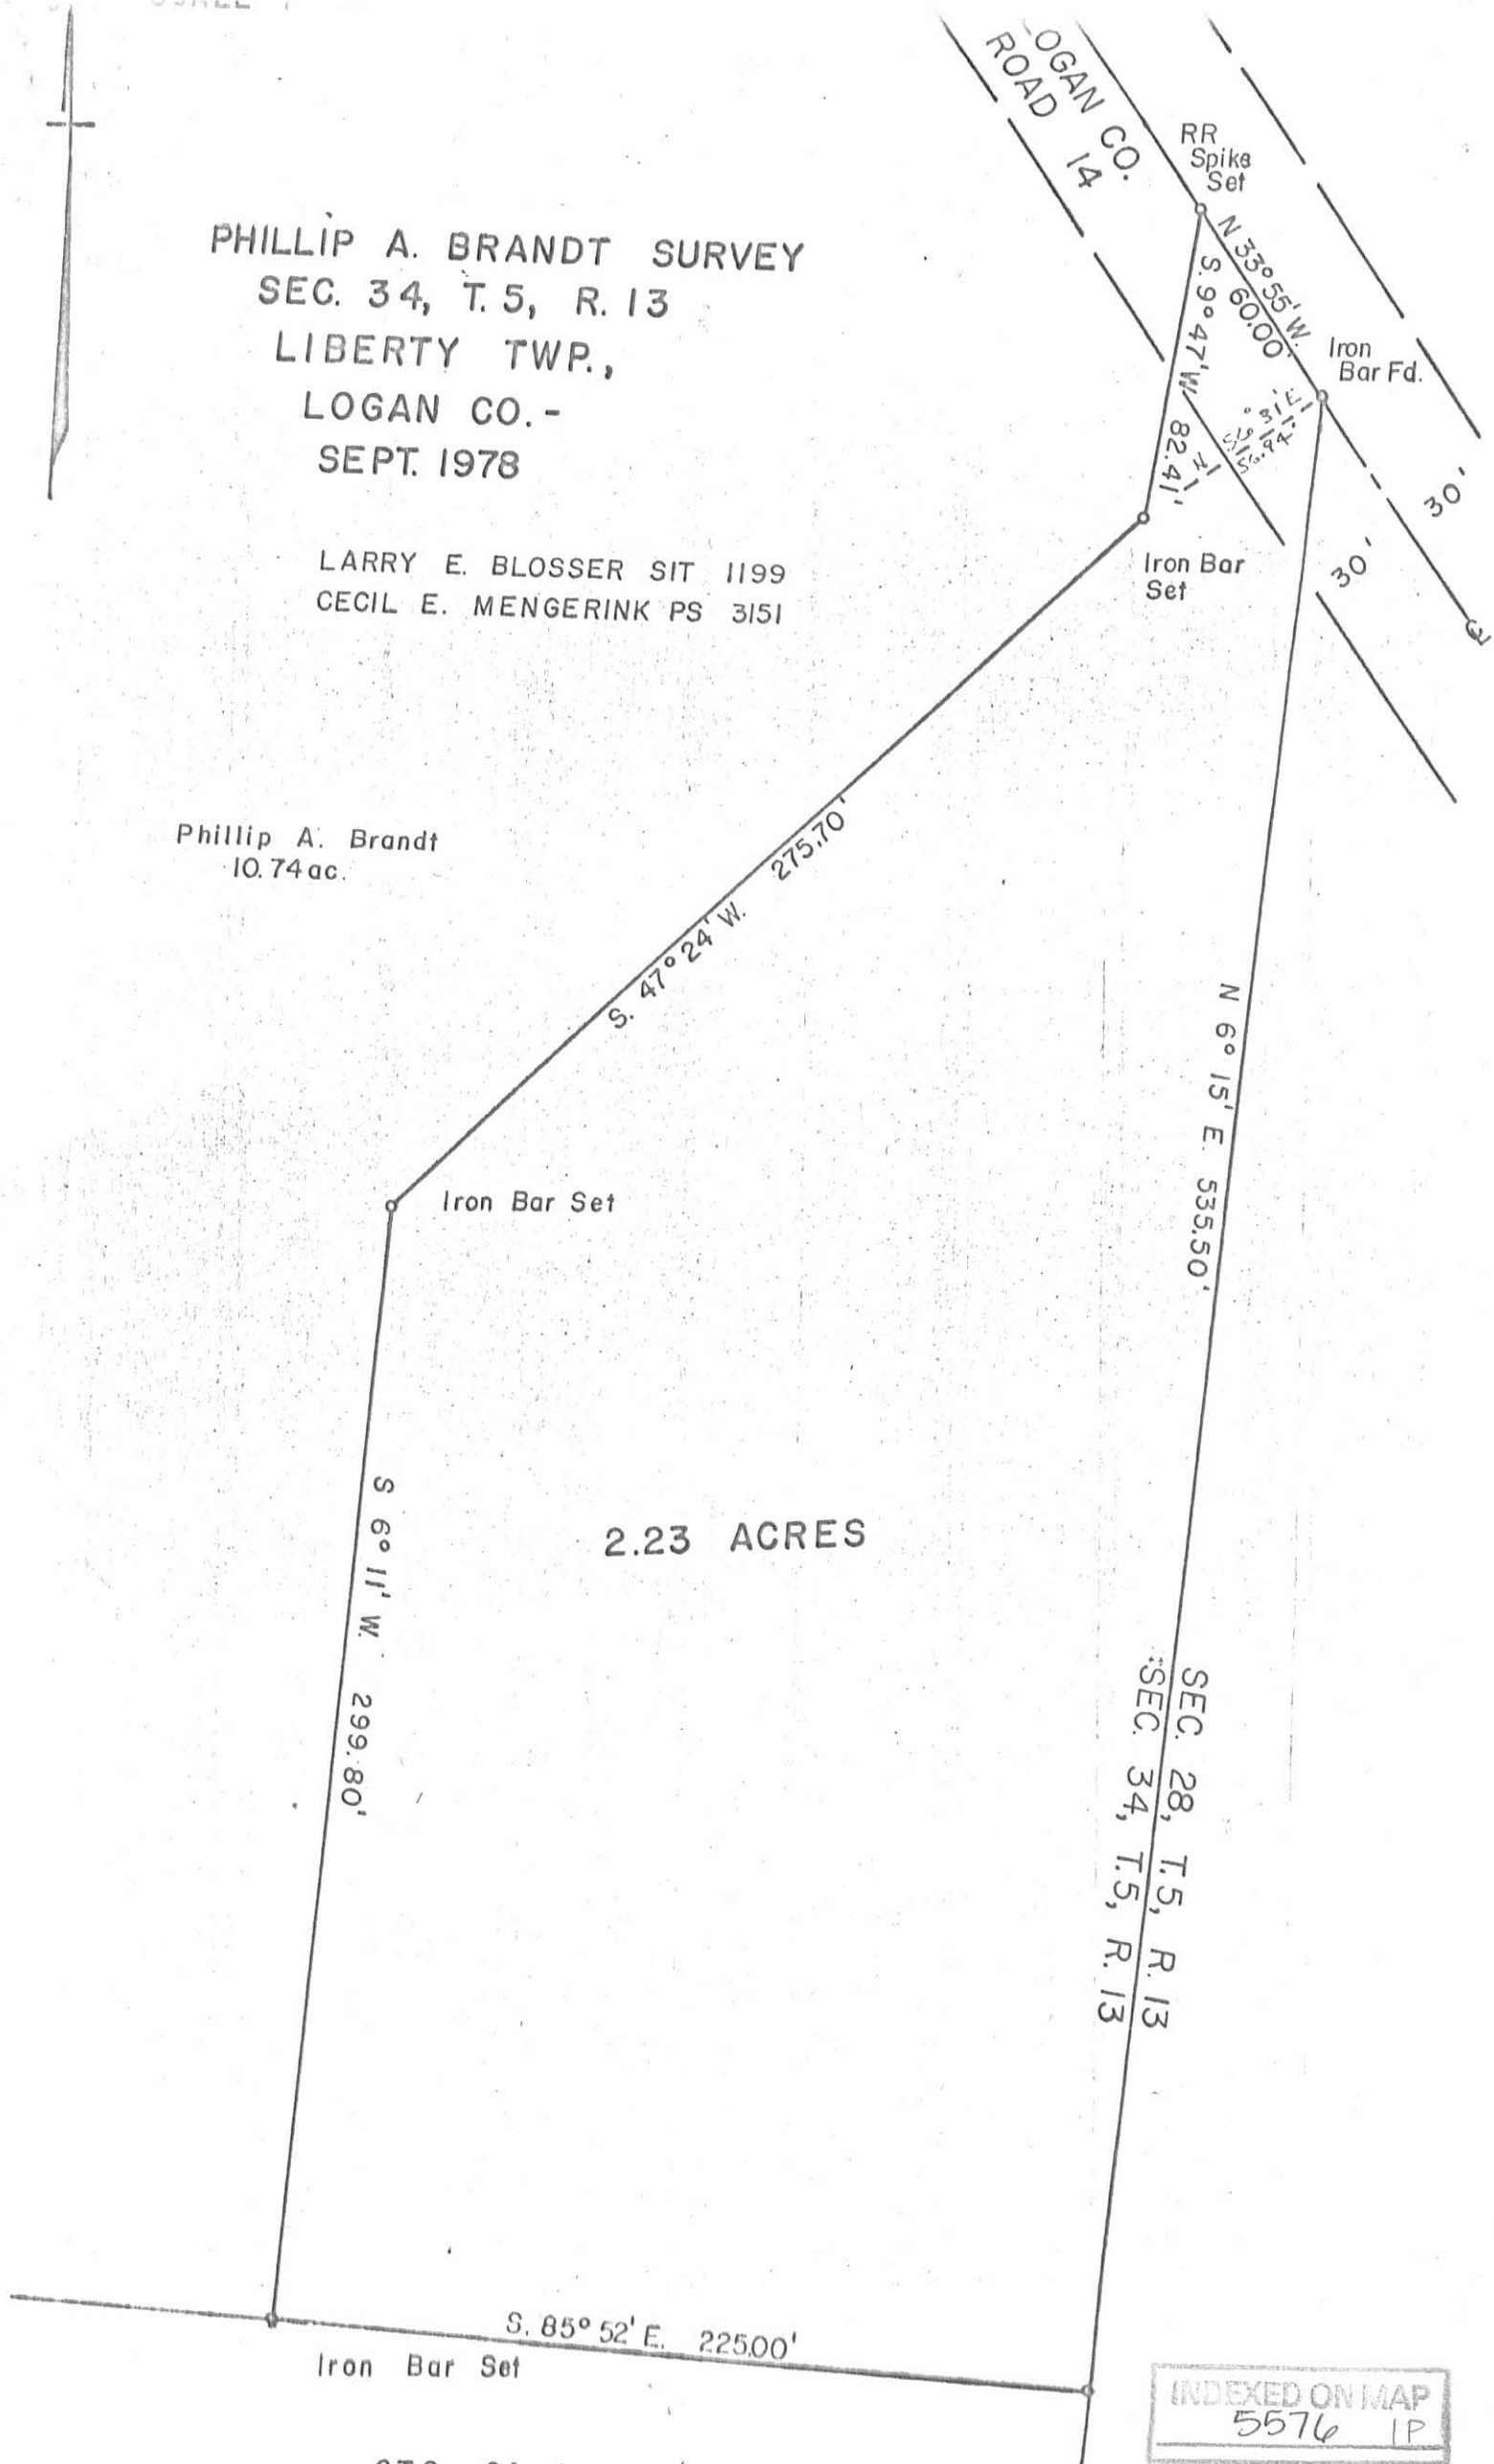 LOGAN CO.
ROAD 14
RR
Spike
Set
PHILLIP A. BRANDT SURVEY
SEC. 34, T. 5, R. 13
LIBERTY TWP.,
LOGAN CO. -
SEPT. 1978
N 33° 55' W.
60.00'
S. 9° 47' W. 82.41'
Iron
Bar Fd.
30'
30'
Iron Bar
Set
LARRY E. BLOSSER SIT 1199
CECIL E. MENGERINK PS 3151
Phillip A. Brandt
10.74 ac.
S. 47° 24' W. 275.70'
N 6° 15' E. 535.50'
Iron Bar Set
S 6° 11' W. 299.80'
2.23 ACRES
SEC. 28, T. 5, R. 13
SEC. 34, T. 5, R. 13
S. 85° 52' E. 225.00'
Iron Bar Set
INDEXED ON MAP
5576 IP